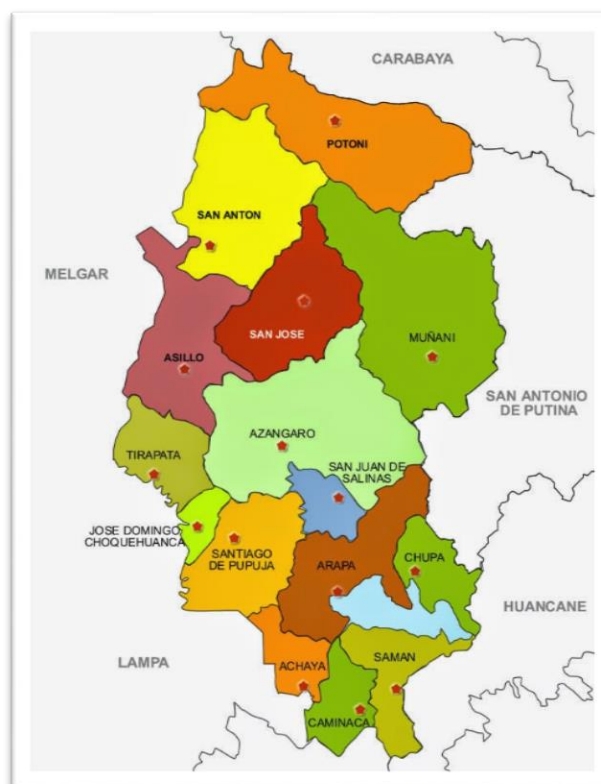 CARABAYA
POTONI
SAN ANTON
MELGAR
SAN JOSE
MUÑANI
ASILLO
SAN ANTONIO
DE PUTINA
AZANGARO
TIRAPATA
SAN JUAN DE
SALINAS
JOSE DOMINGO
CHOQUEHUANCA
SANTIAGO
DE PUPUJA
ARAPA
CHUPA
HUANCANE
LAMPA
ACHAYA
SAMAN
CAMINACA